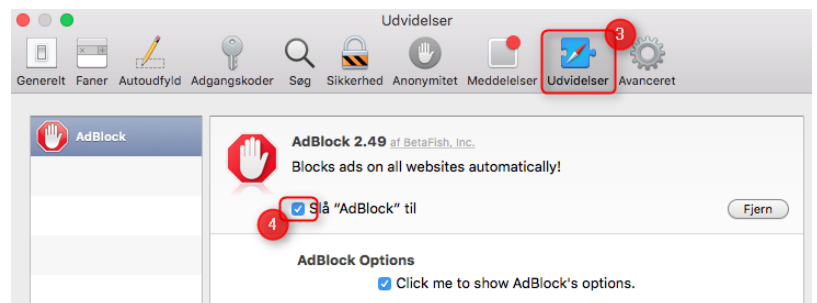 Udvidelser
3
Generelt Faner Autoudfyld Adgangskoder Søg Sikkerhed Anonymitet Meddelelser Udvidelser Avanceret
AdBlock
AdBlock 2.49 af BetaFish, Inc.
Blocks ads on all websites automatically!
4
Slå "AdBlock" til
Fjern
AdBlock Options
Click me to show AdBlock's options.